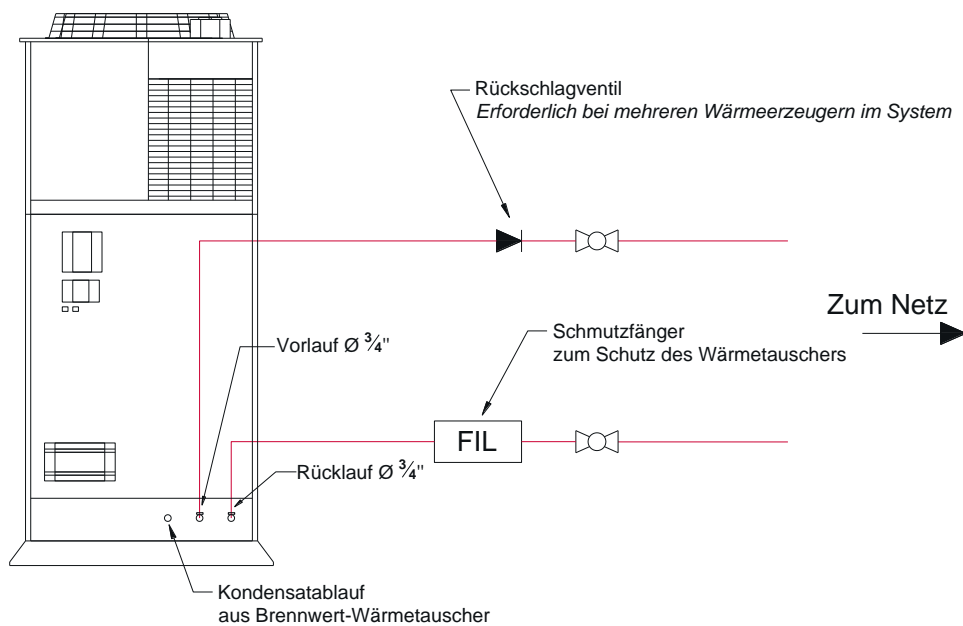 Rückschlagventil
Erforderlich bei mehreren Wärmeerzeugern im System
Zum Netz
Schmutzfänger
zum Schutz des Wärmetauschers
Vorlauf Ø ¾"
FIL
Rücklauf Ø ¾"
Kondensatablauf
aus Brennwert-Wärmetauscher